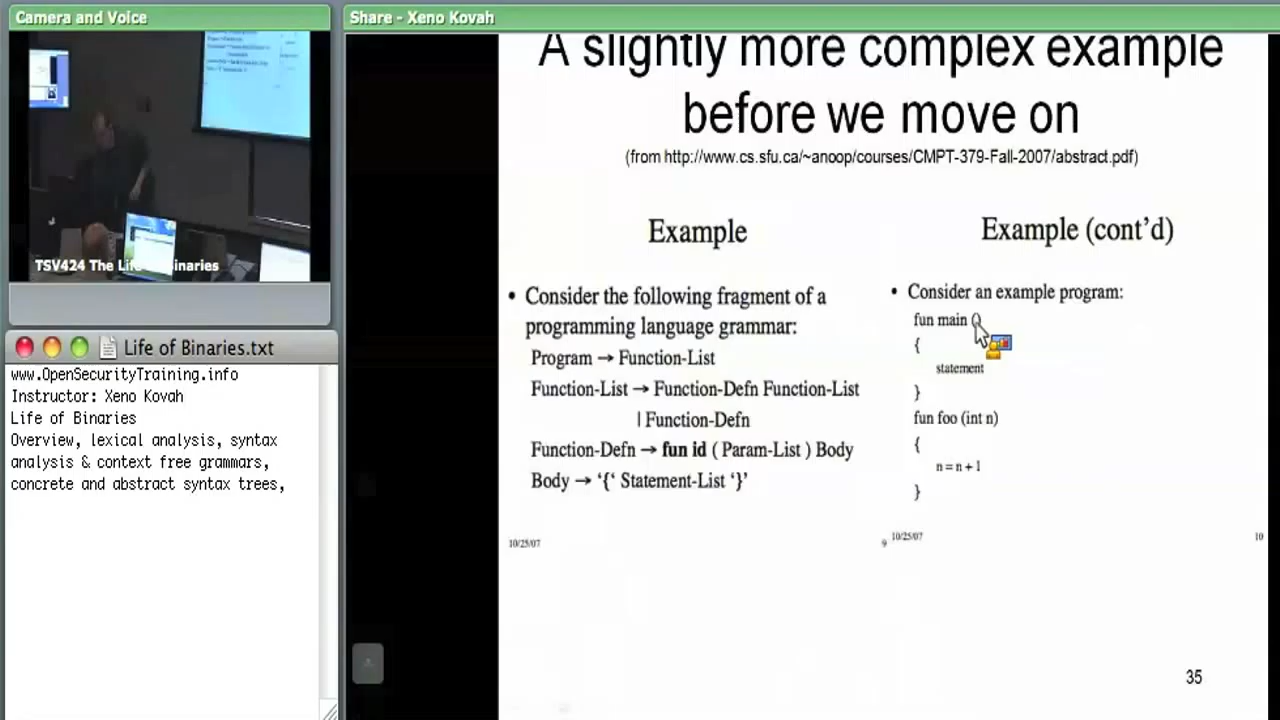 Camera and Voice
TSV424 The Life of Binaries
Life of Binaries.txt
www.OpenSecurityTraining.info
Instructor: Xeno Kovah
Life of Binaries
Overview, lexical analysis, syntax
analysis & context free grammars,
concrete and abstract syntax trees,
Share - Xeno Kovah
A slightly more complex example
before we move on
(from http://www.cs.sfu.ca/~anoop/courses/CMPT-379-Fall-2007/abstract.pdf)
Example
• Consider the following fragment of a
programming language grammar:
Program → Function-List
Function-List → Function-Defn Function-List
| Function-Defn
Function-Defn → fun id ( Param-List ) Body
Body → ‘{‘ Statement-List ‘}’
10/25/07
9
Example (cont’d)
• Consider an example program:
fun main ()
{
statement
}
fun foo (int n)
{
n = n + 1
}
10/25/07
10
35